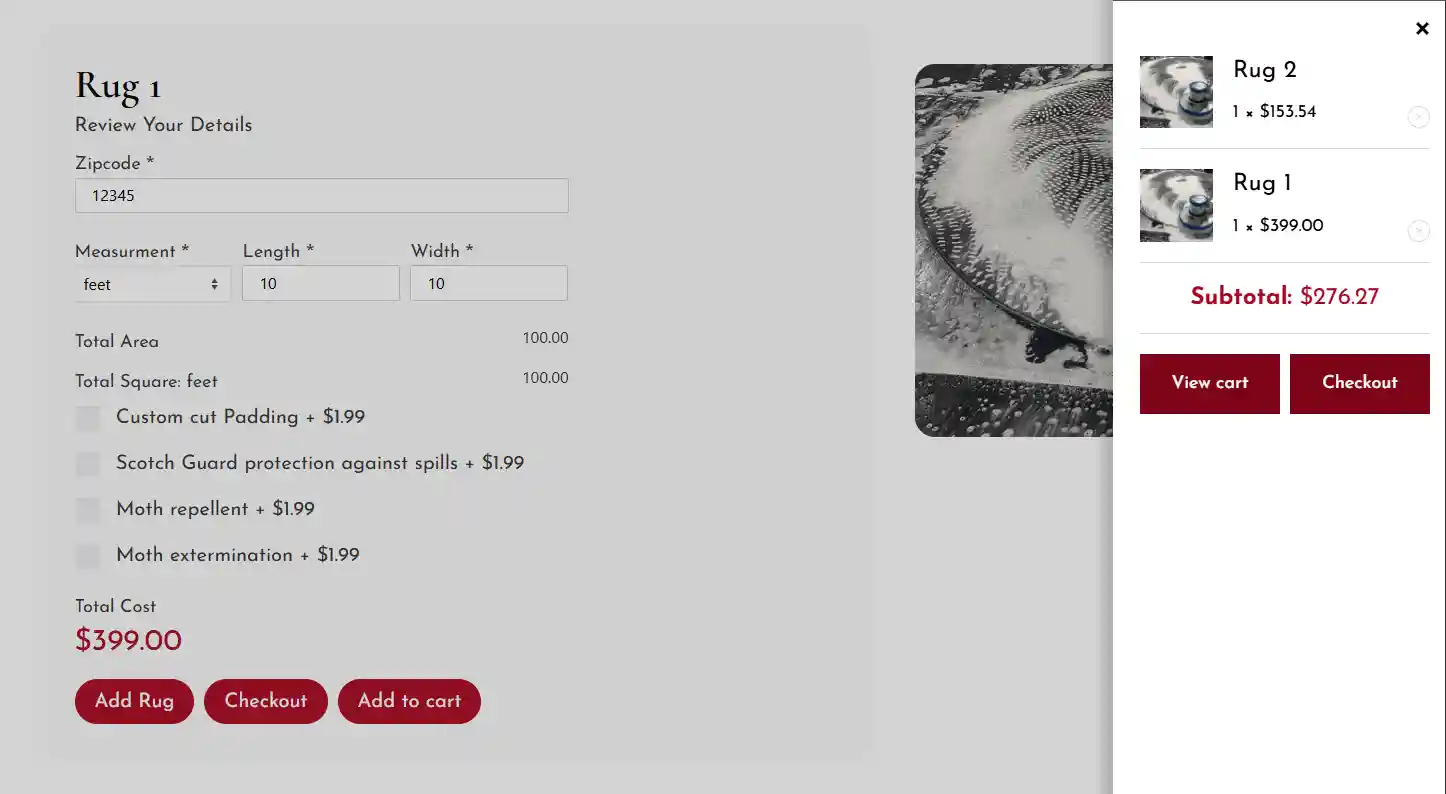 Rug 1
Review Your Details
Zipcode *
12345
Measurment * Length * Width *
feet 10 10
Total Area 100.00
Total Square: feet 100.00
Custom cut Padding + $1.99
Scotch Guard protection against spills + $1.99
Moth repellent + $1.99
Moth extermination + $1.99
Total Cost
$399.00
Add Rug Checkout Add to cart
×
Rug 2
1 × $153.54
Rug 1
1 × $399.00
Subtotal: $276.27
View cart Checkout